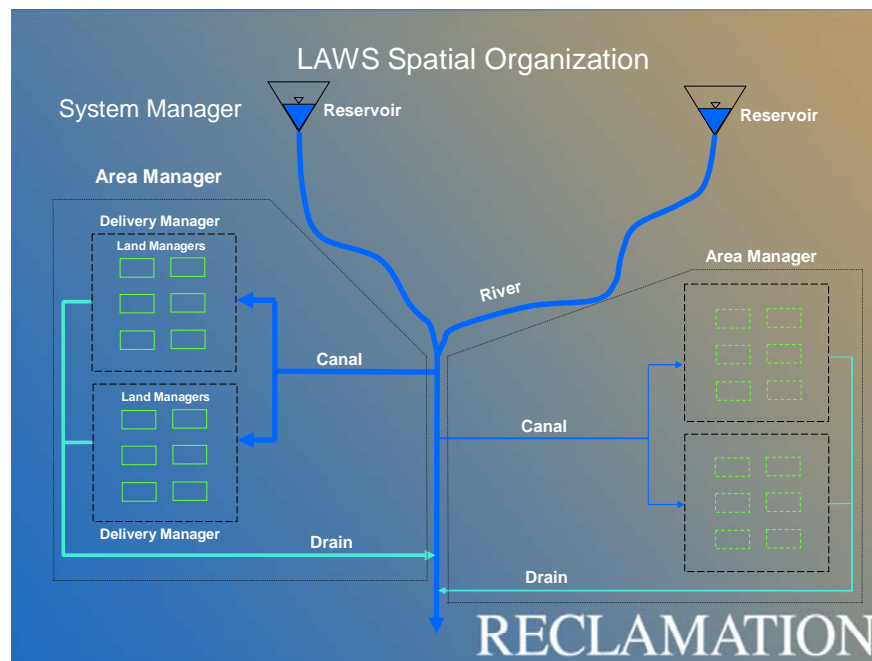 LAWS Spatial Organization
System Manager
Reservoir
Reservoir
Area Manager
Delivery Manager
Land Managers
Area Manager
River
Canal
Land Managers
Canal
Delivery Manager
Drain
Drain
RECLAMATION